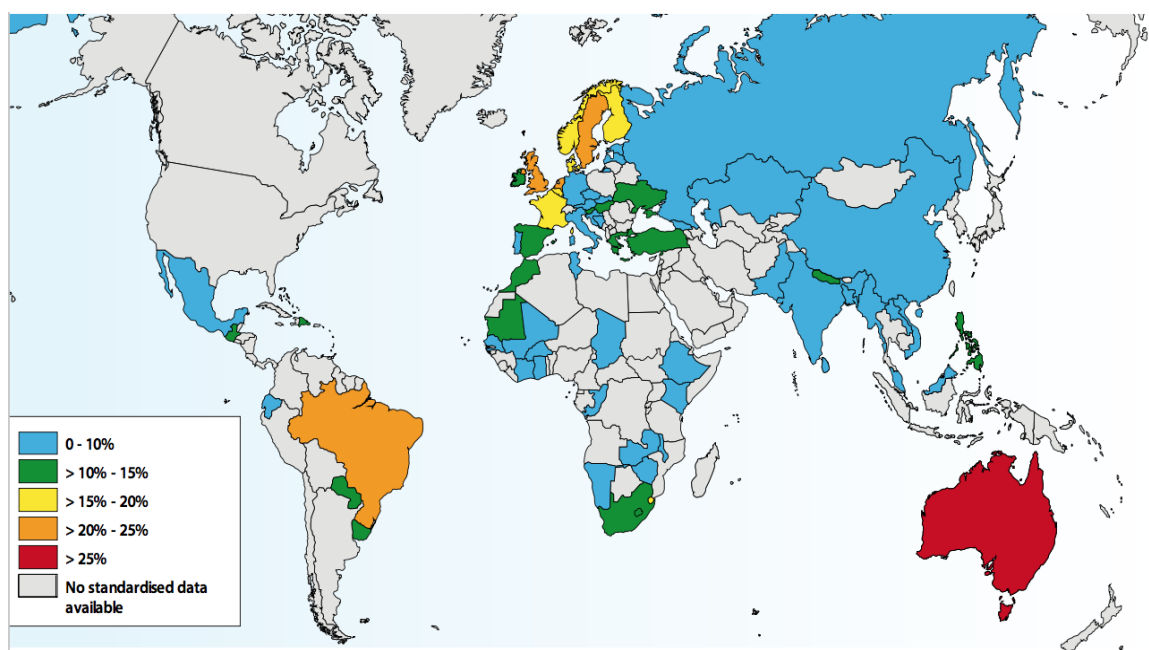 0 - 10%
> 10% - 15%
> 15% - 20%
> 20% - 25%
> 25%
No standardised data
available